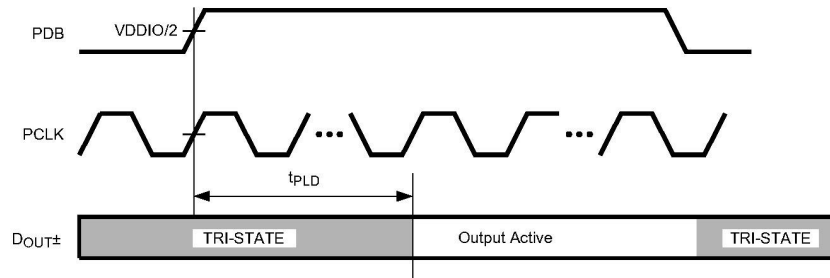 PDB
VDDIO/2
PCLK
tPLD
DOUT±
TRI-STATE
Output Active
TRI-STATE